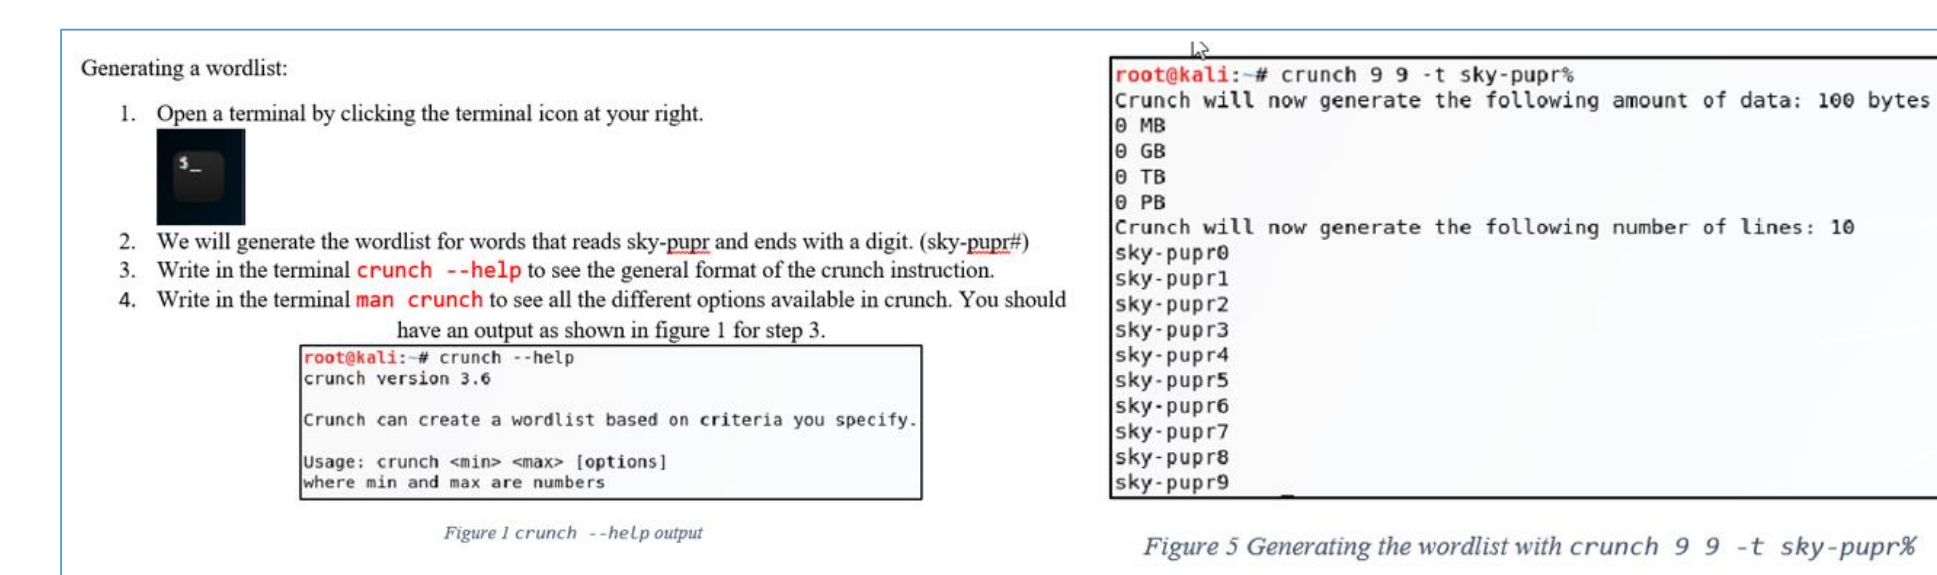 Generating a wordlist:
1. Open a terminal by clicking the terminal icon at your right.
$_
2. We will generate the wordlist for words that reads sky-pupr and ends with a digit. (sky-pupr#)
3. Write in the terminal crunch --help to see the general format of the crunch instruction.
4. Write in the terminal man crunch to see all the different options available in crunch. You should
have an output as shown in figure 1 for step 3.
root@kali:~# crunch --help
crunch version 3.6
Crunch can create a wordlist based on criteria you specify.
Usage: crunch <min> <max> [options]
where min and max are numbers
Figure 1 crunch --help output
root@kali:~# crunch 9 9 -t sky-pupr%
Crunch will now generate the following amount of data: 100 bytes
0 MB
0 GB
0 TB
0 PB
Crunch will now generate the following number of lines: 10
sky-pupr0
sky-pupr1
sky-pupr2
sky-pupr3
sky-pupr4
sky-pupr5
sky-pupr6
sky-pupr7
sky-pupr8
sky-pupr9
Figure 5 Generating the wordlist with crunch 9 9 -t sky-pupr%